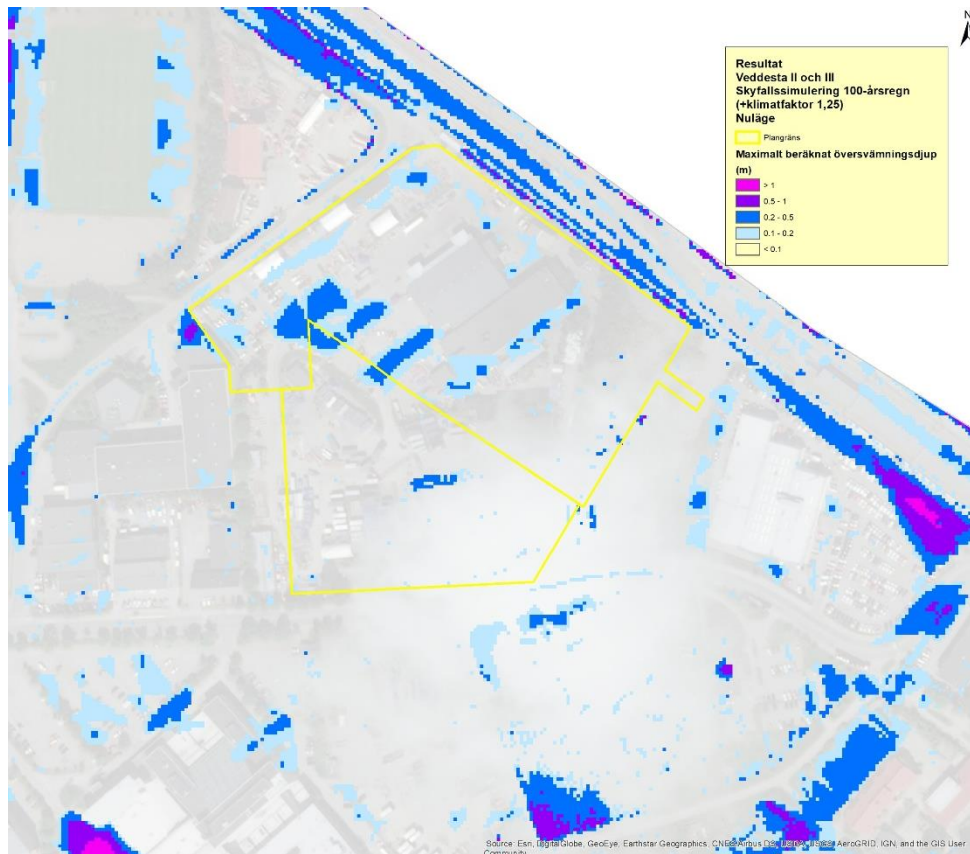 N
Resultat
Veddesta II och III
Skyfallssimulering 100-årsregn
(+klimatfaktor 1,25)
Nuläge
Plangräns
Maximalt beräknat översvämningsdjup
(m)
> 1
0.5 - 1
0.2 - 0.5
0.1 - 0.2
< 0.1
Source: Esri, DigitalGlobe, GeoEye, Earthstar Geographics, CNES/Airbus DS, USDA, USGS, AeroGRID, IGN, and the GIS User
Community